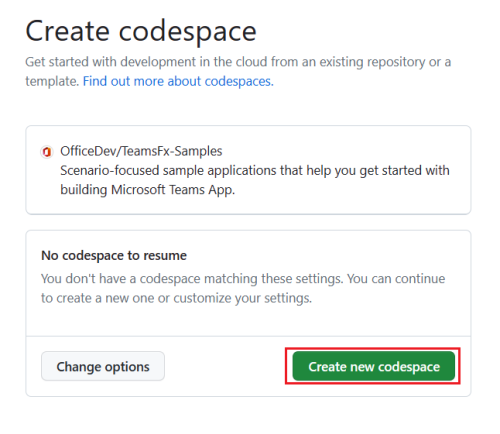 Create codespace
Get started with development in the cloud from an existing repository or a
template. Find out more about codespaces.
OfficeDev/TeamsFx-Samples
Scenario-focused sample applications that help you get started with
building Microsoft Teams App.
No codespace to resume
You don't have a codespace matching these settings. You can continue
to create a new one or customize your settings.
Change options
Create new codespace